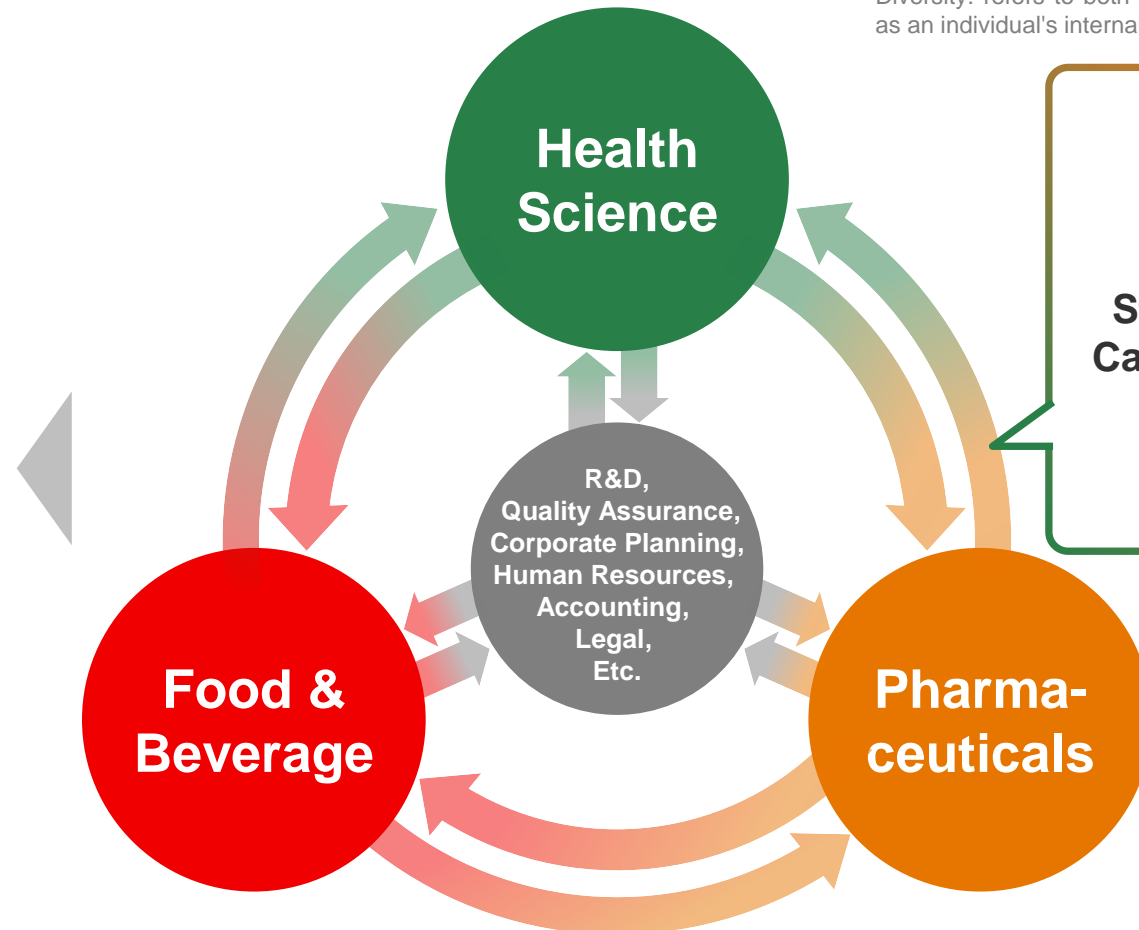 Diversity: refers to both
as an individual's interna
Health
Science
S
Ca
R&D,
Quality Assurance,
Corporate Planning,
Human Resources,
Accounting,
Legal,
Etc.
Food &
Beverage
Pharma-
ceuticals